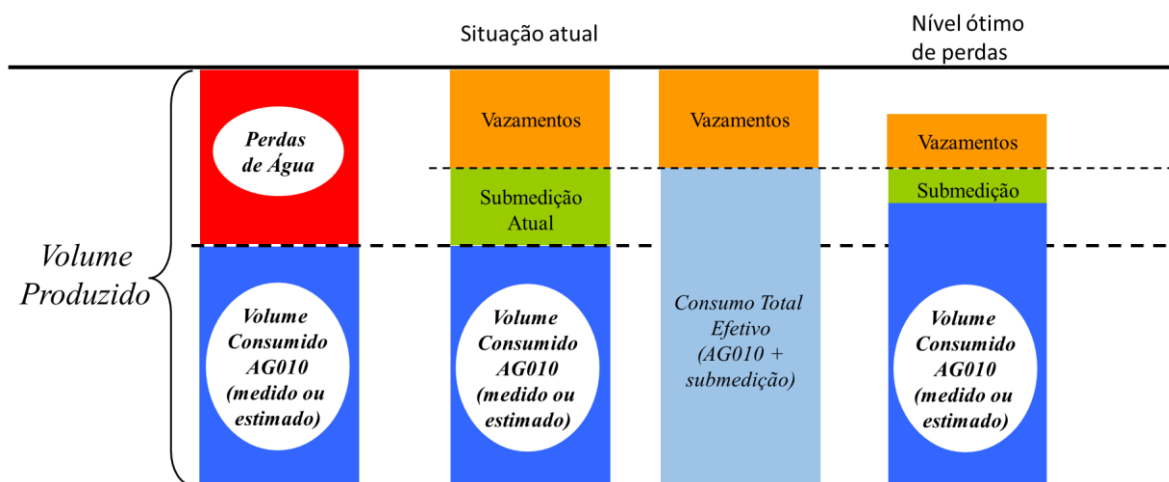 Situação atual
Nível ótimo
de perdas
Volume
Produzido
Perdas
de Água
Volume
Consumido
AG010
(medido ou
estimado)
Vazamentos
Submedição
Atual
Volume
Consumido
AG010
(medido ou
estimado)
Vazamentos
Consumo Total
Efetivo
(AG010 +
submedição)
Vazamentos
Submedição
Volume
Consumido
AG010
(medido ou
estimado)